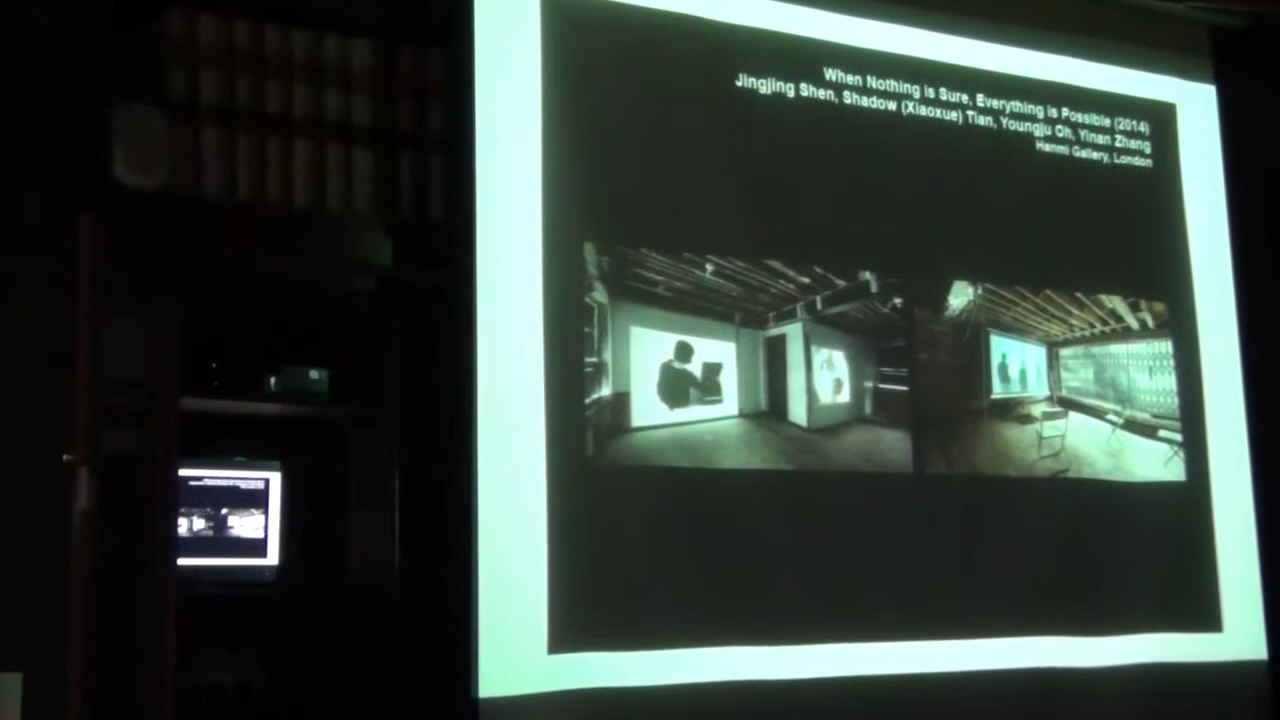 When Nothing is Sure, Everything is Possible (2014)
Jingjing Shen, Shadow (Xiaoxue) Tian, Youngju Oh, Yinan Zhang
Hanmi Gallery, London